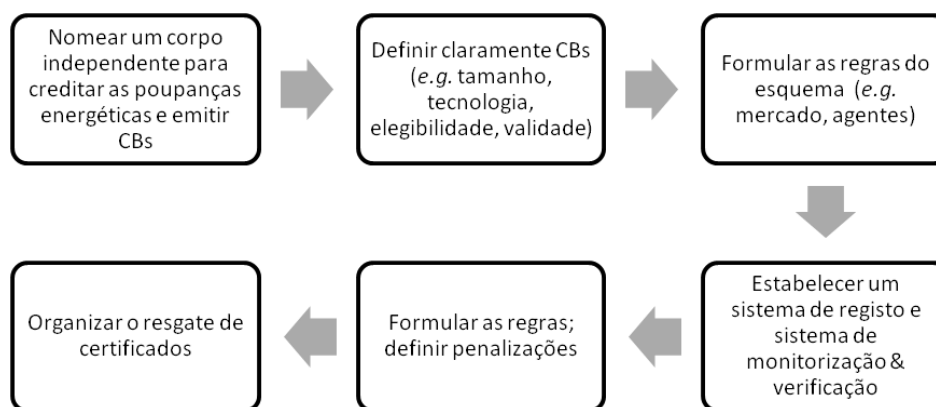 Nomear um corpo
independente para
creditar as poupanças
energéticas e emitir
CBs
Definir claramente CBs
(e.g. tamanho,
tecnologia,
elegibilidade, validade)
Formular as regras do
esquema (e.g.
mercado, agentes)
Estabelecer um
sistema de registo e
sistema de
monitorização &
verificação
Formular as regras;
definir penalizações
Organizar o resgate de
certificados